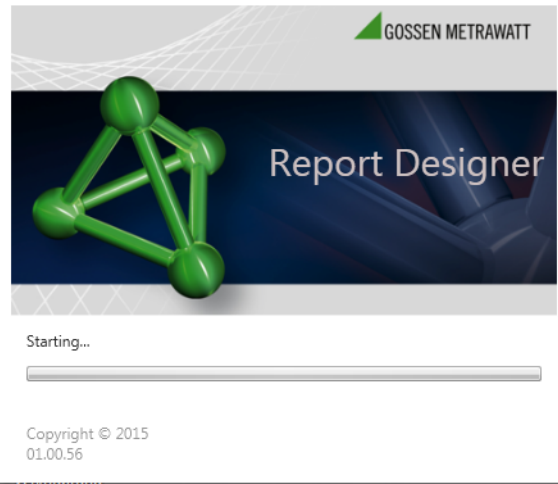 GOSSEN METRAWATT
Report Designer
Starting...
Copyright © 2015
01.00.56